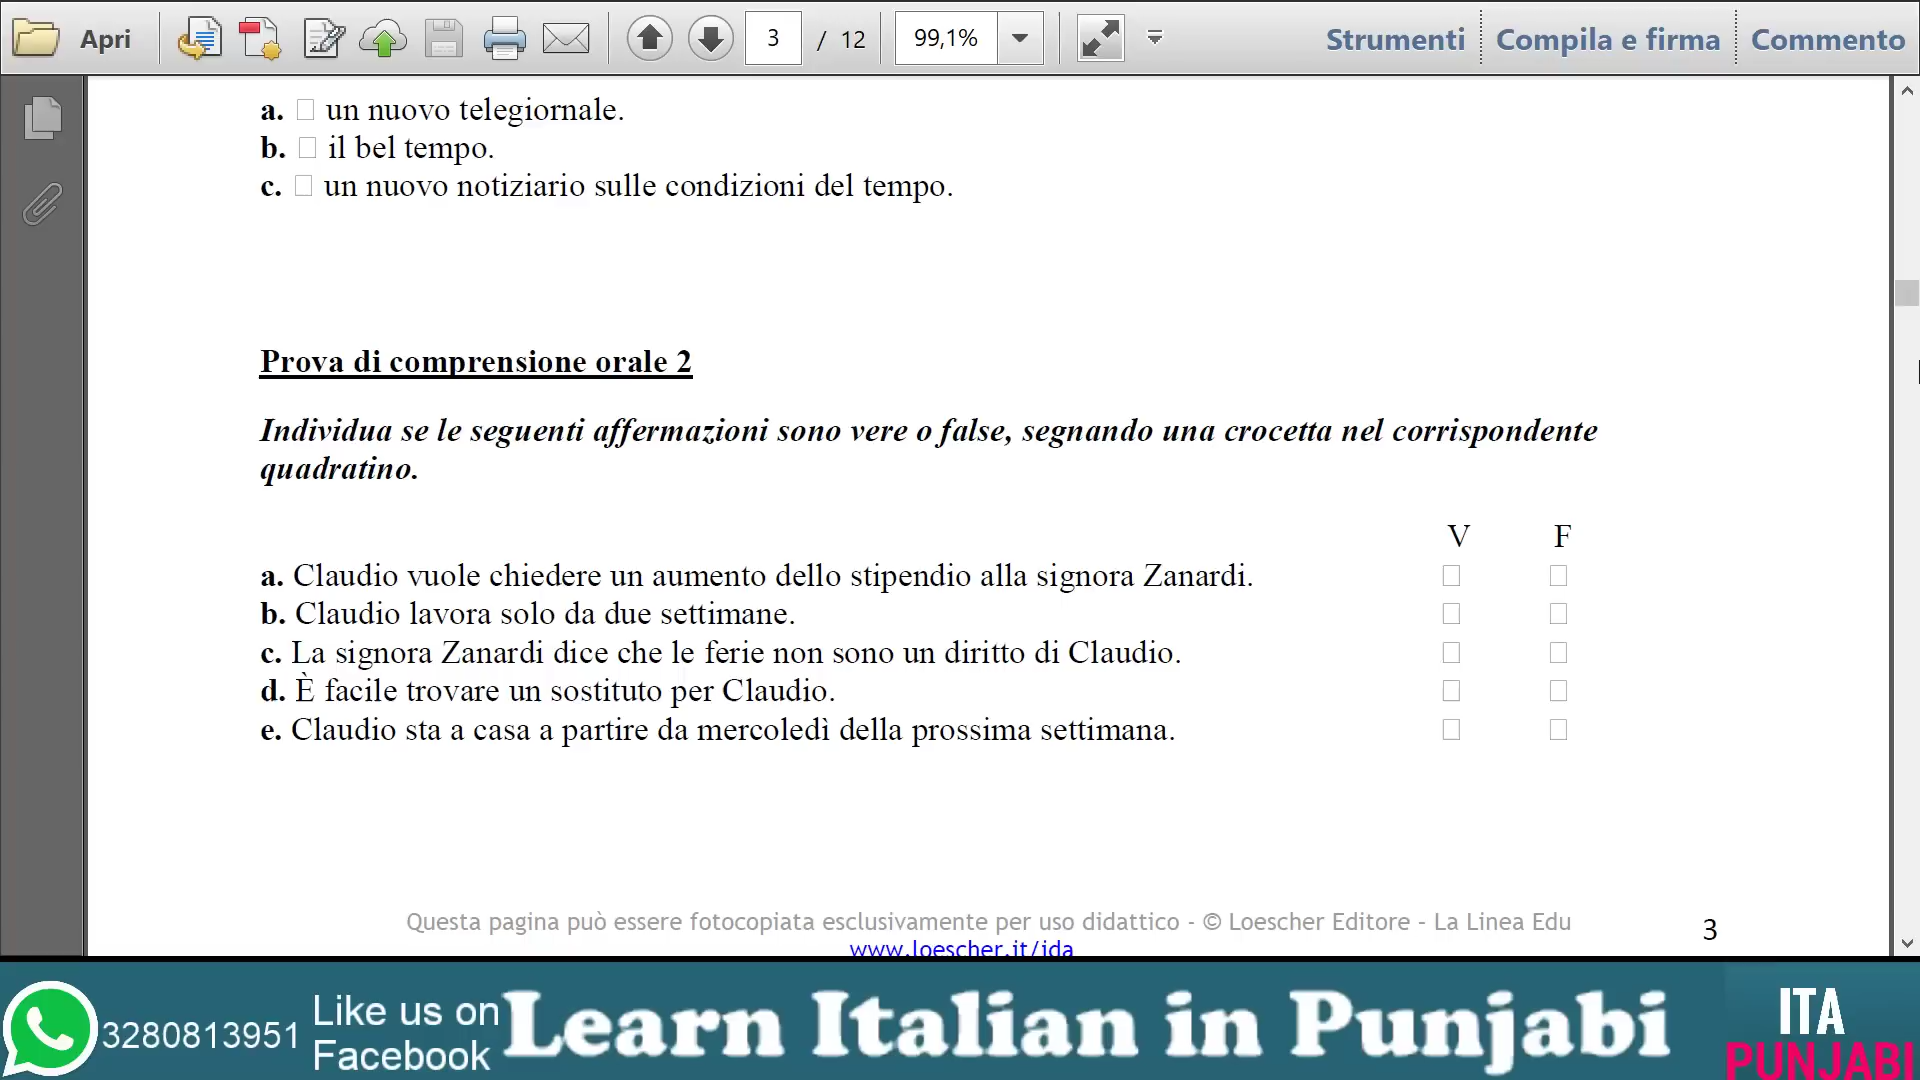 Apri
3 / 12
99,1%
Strumenti
Compila e firma
Commento
a. □ un nuovo telegiornale.
b. □ il bel tempo.
c. □ un nuovo notiziario sulle condizioni del tempo.
Prova di comprensione orale 2
Individua se le seguenti affermazioni sono vere o false, segnando una crocetta nel corrispondente
quadratino.
V F
a. Claudio vuole chiedere un aumento dello stipendio alla signora Zanardi. □ □
b. Claudio lavora solo da due settimane. □ □
c. La signora Zanardi dice che le ferie non sono un diritto di Claudio. □ □
d. È facile trovare un sostituto per Claudio. □ □
e. Claudio sta a casa a partire da mercoledì della prossima settimana. □ □
Questa pagina può essere fotocopiata esclusivamente per uso didattico - © Loescher Editore - La Linea Edu
3
www.loescher.it/ida
3280813951
Like us on
Facebook
Learn Italian in Punjabi
ITA
PUNJABI